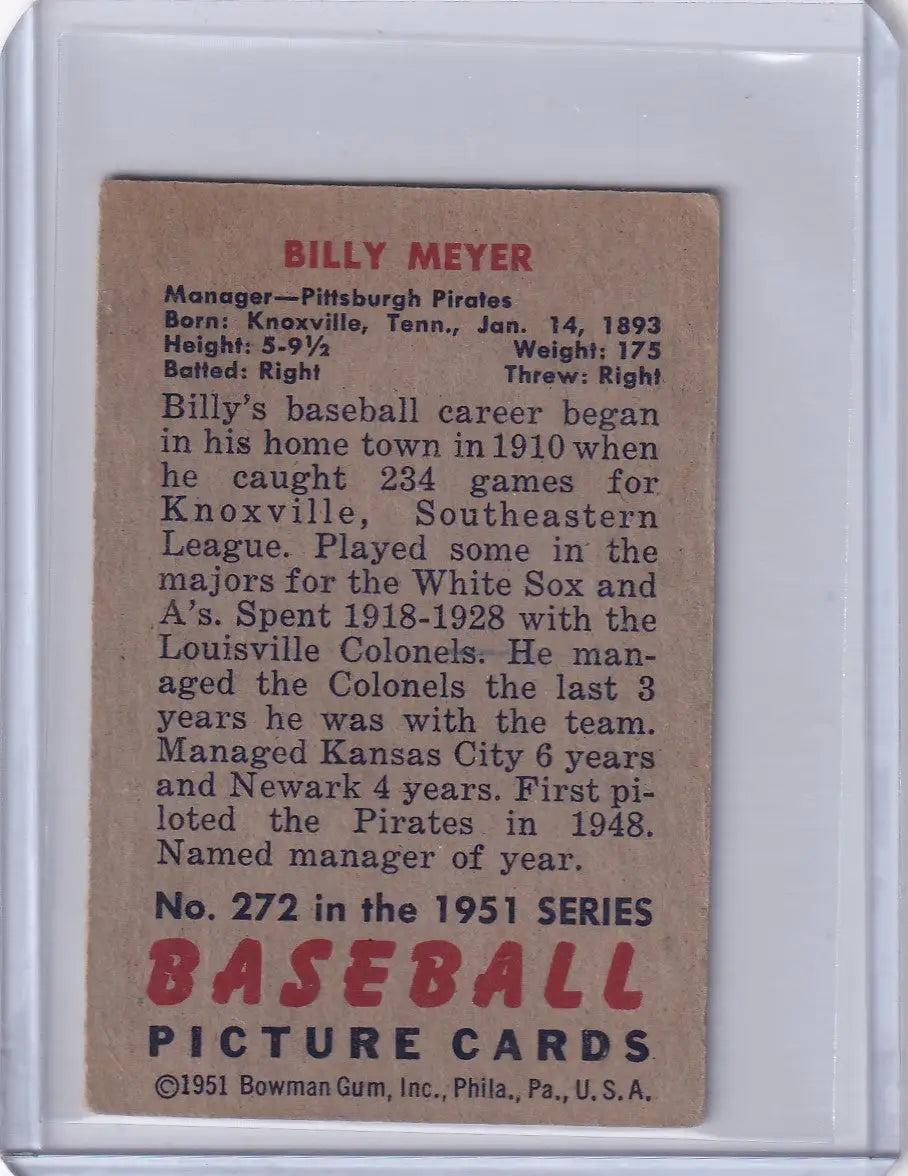 BILLY MEYER
Manager—Pittsburgh Pirates
Born: Knoxville, Tenn., Jan. 14, 1893
Height: 5-9½ Weight: 175
Batted: Right Threw: Right
Billy's baseball career began
in his home town in 1910 when
he caught 234 games for
Knoxville, Southeastern
League. Played some in the
majors for the White Sox and
A's. Spent 1918-1928 with the
Louisville Colonels. He man-
aged the Colonels the last 3
years he was with the team.
Managed Kansas City 6 years
and Newark 4 years. First pi-
loted the Pirates in 1948.
Named manager of year.
No. 272 in the 1951 SERIES
BASEBALL
PICTURE CARDS
©1951 Bowman Gum, Inc., Phila., Pa., U.S.A.